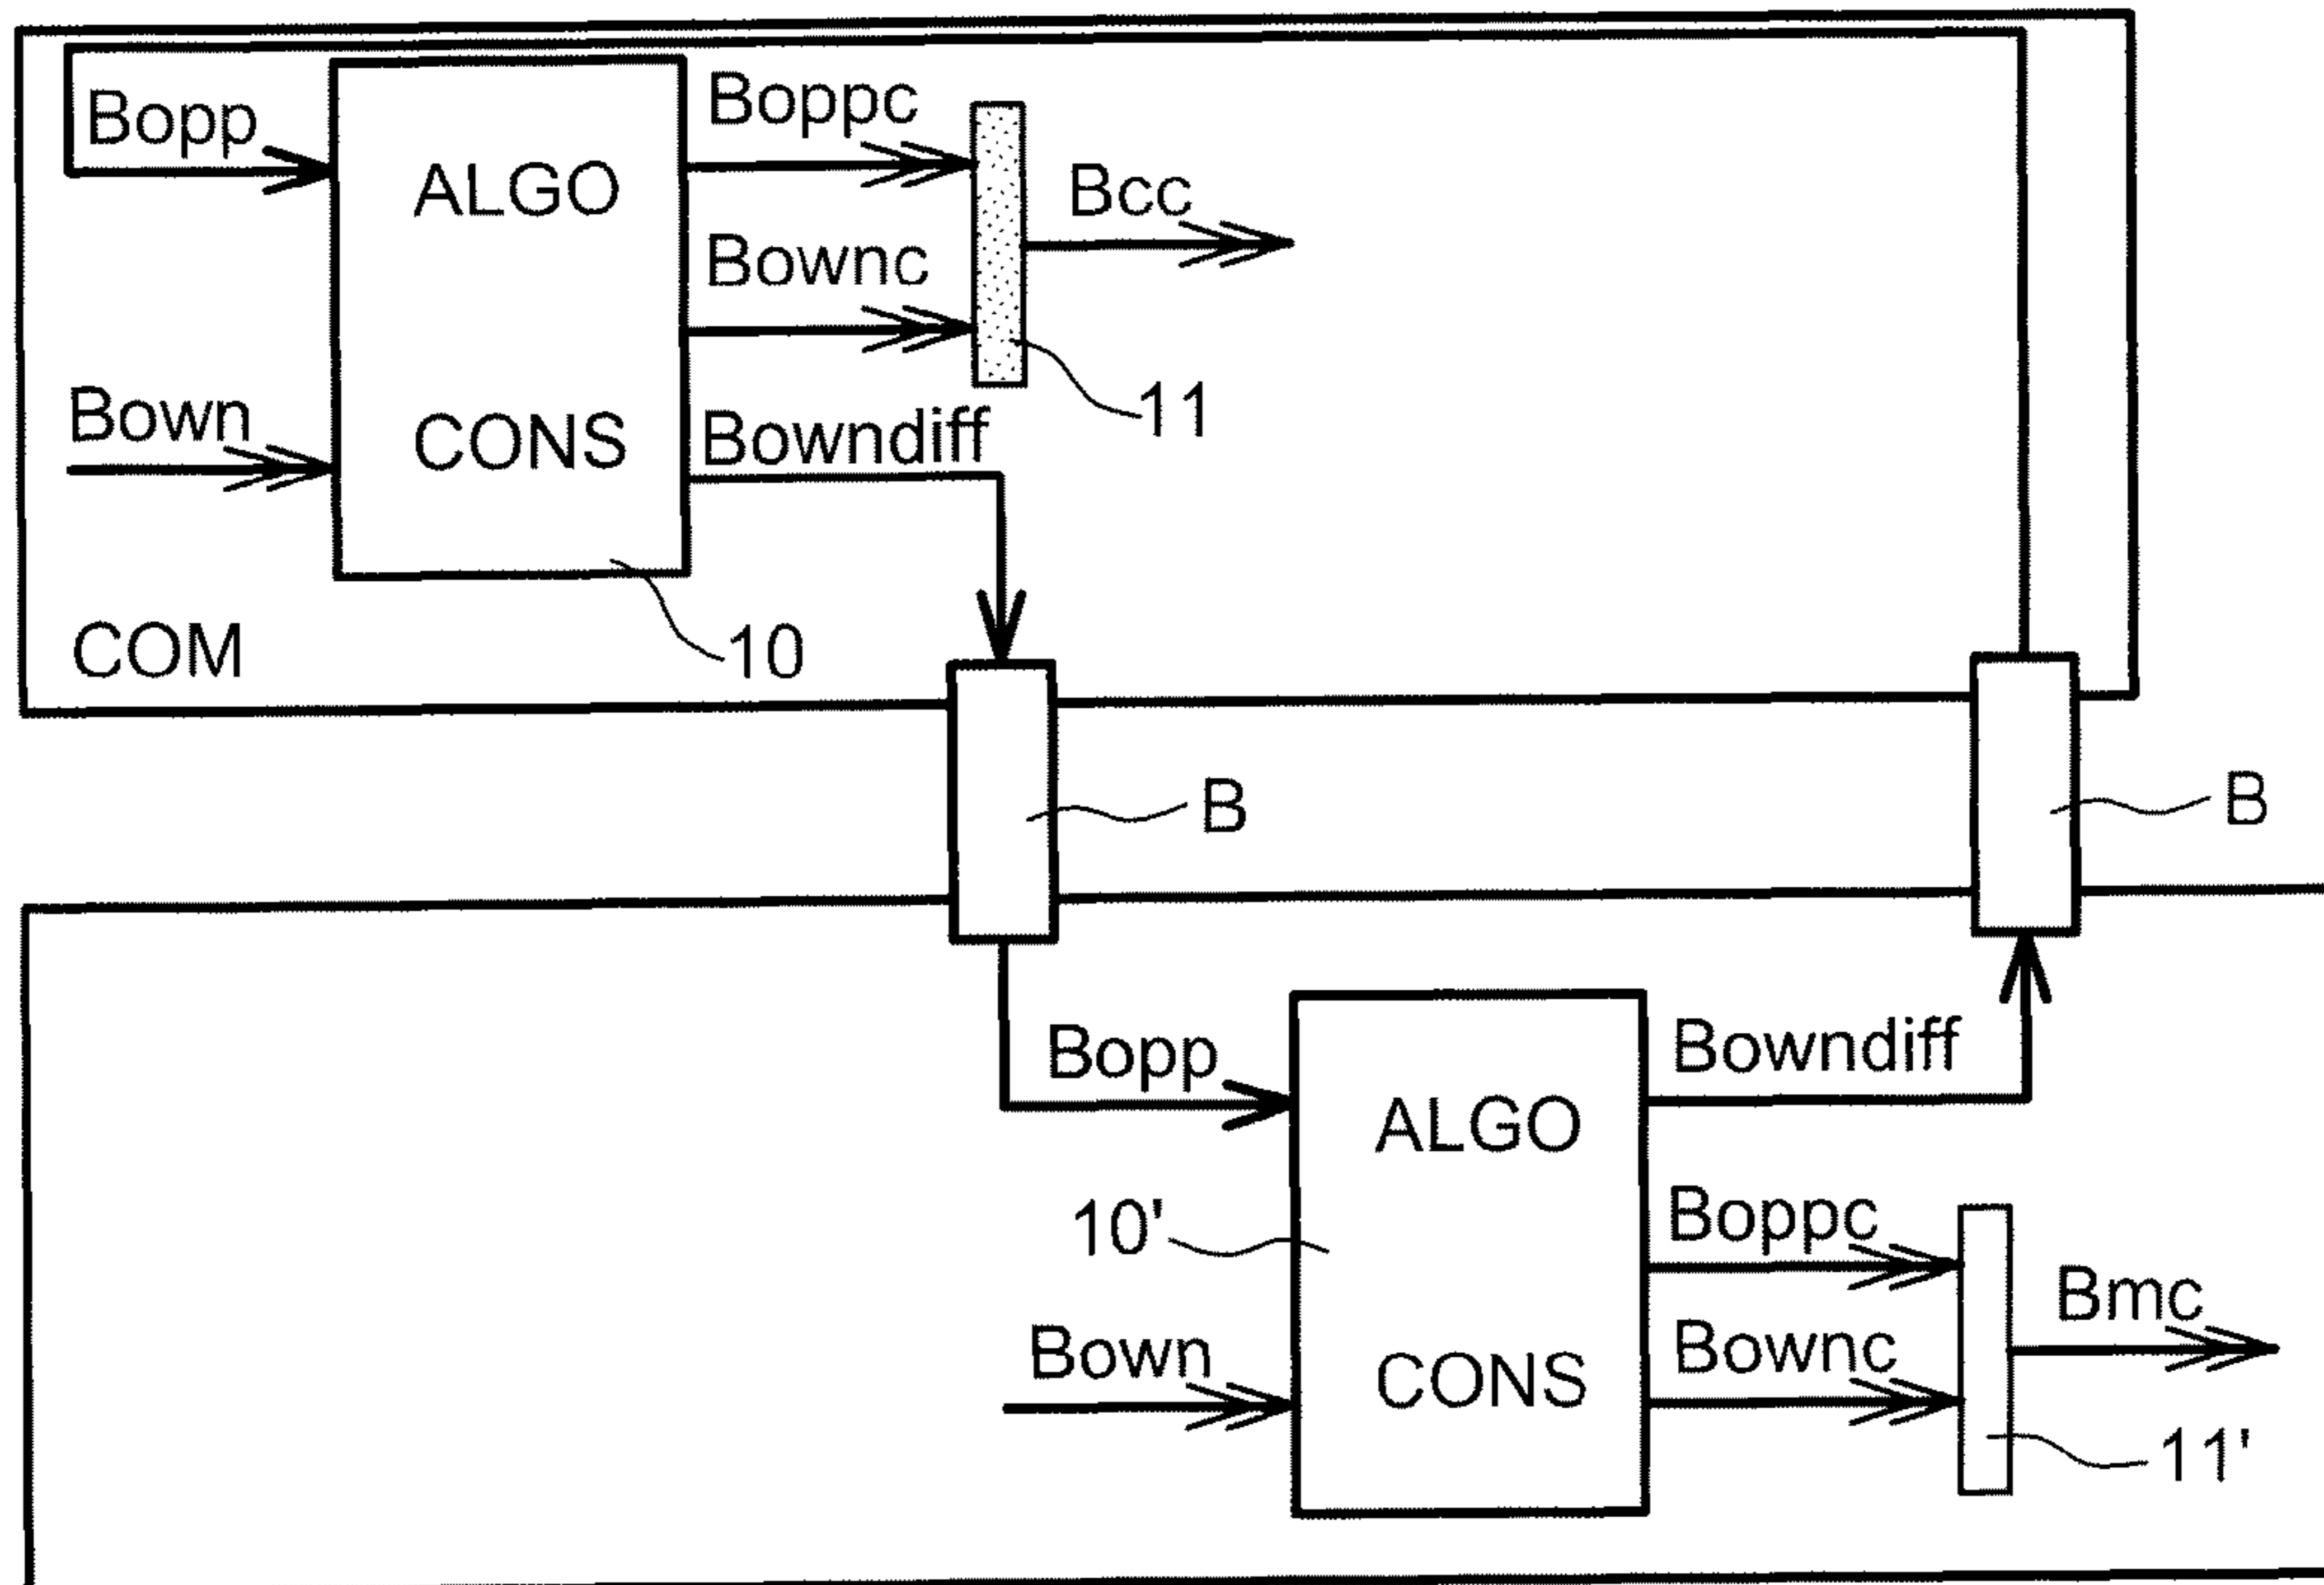 Bopp
Boppc
ALGO
Bcc
Bownc
Bown
CONS
Bowndiff
11
10
COM
B
B
Bopp
Bowndiff
ALGO
10'
Boppc
Bmc
Bown
Bownc
CONS
11'